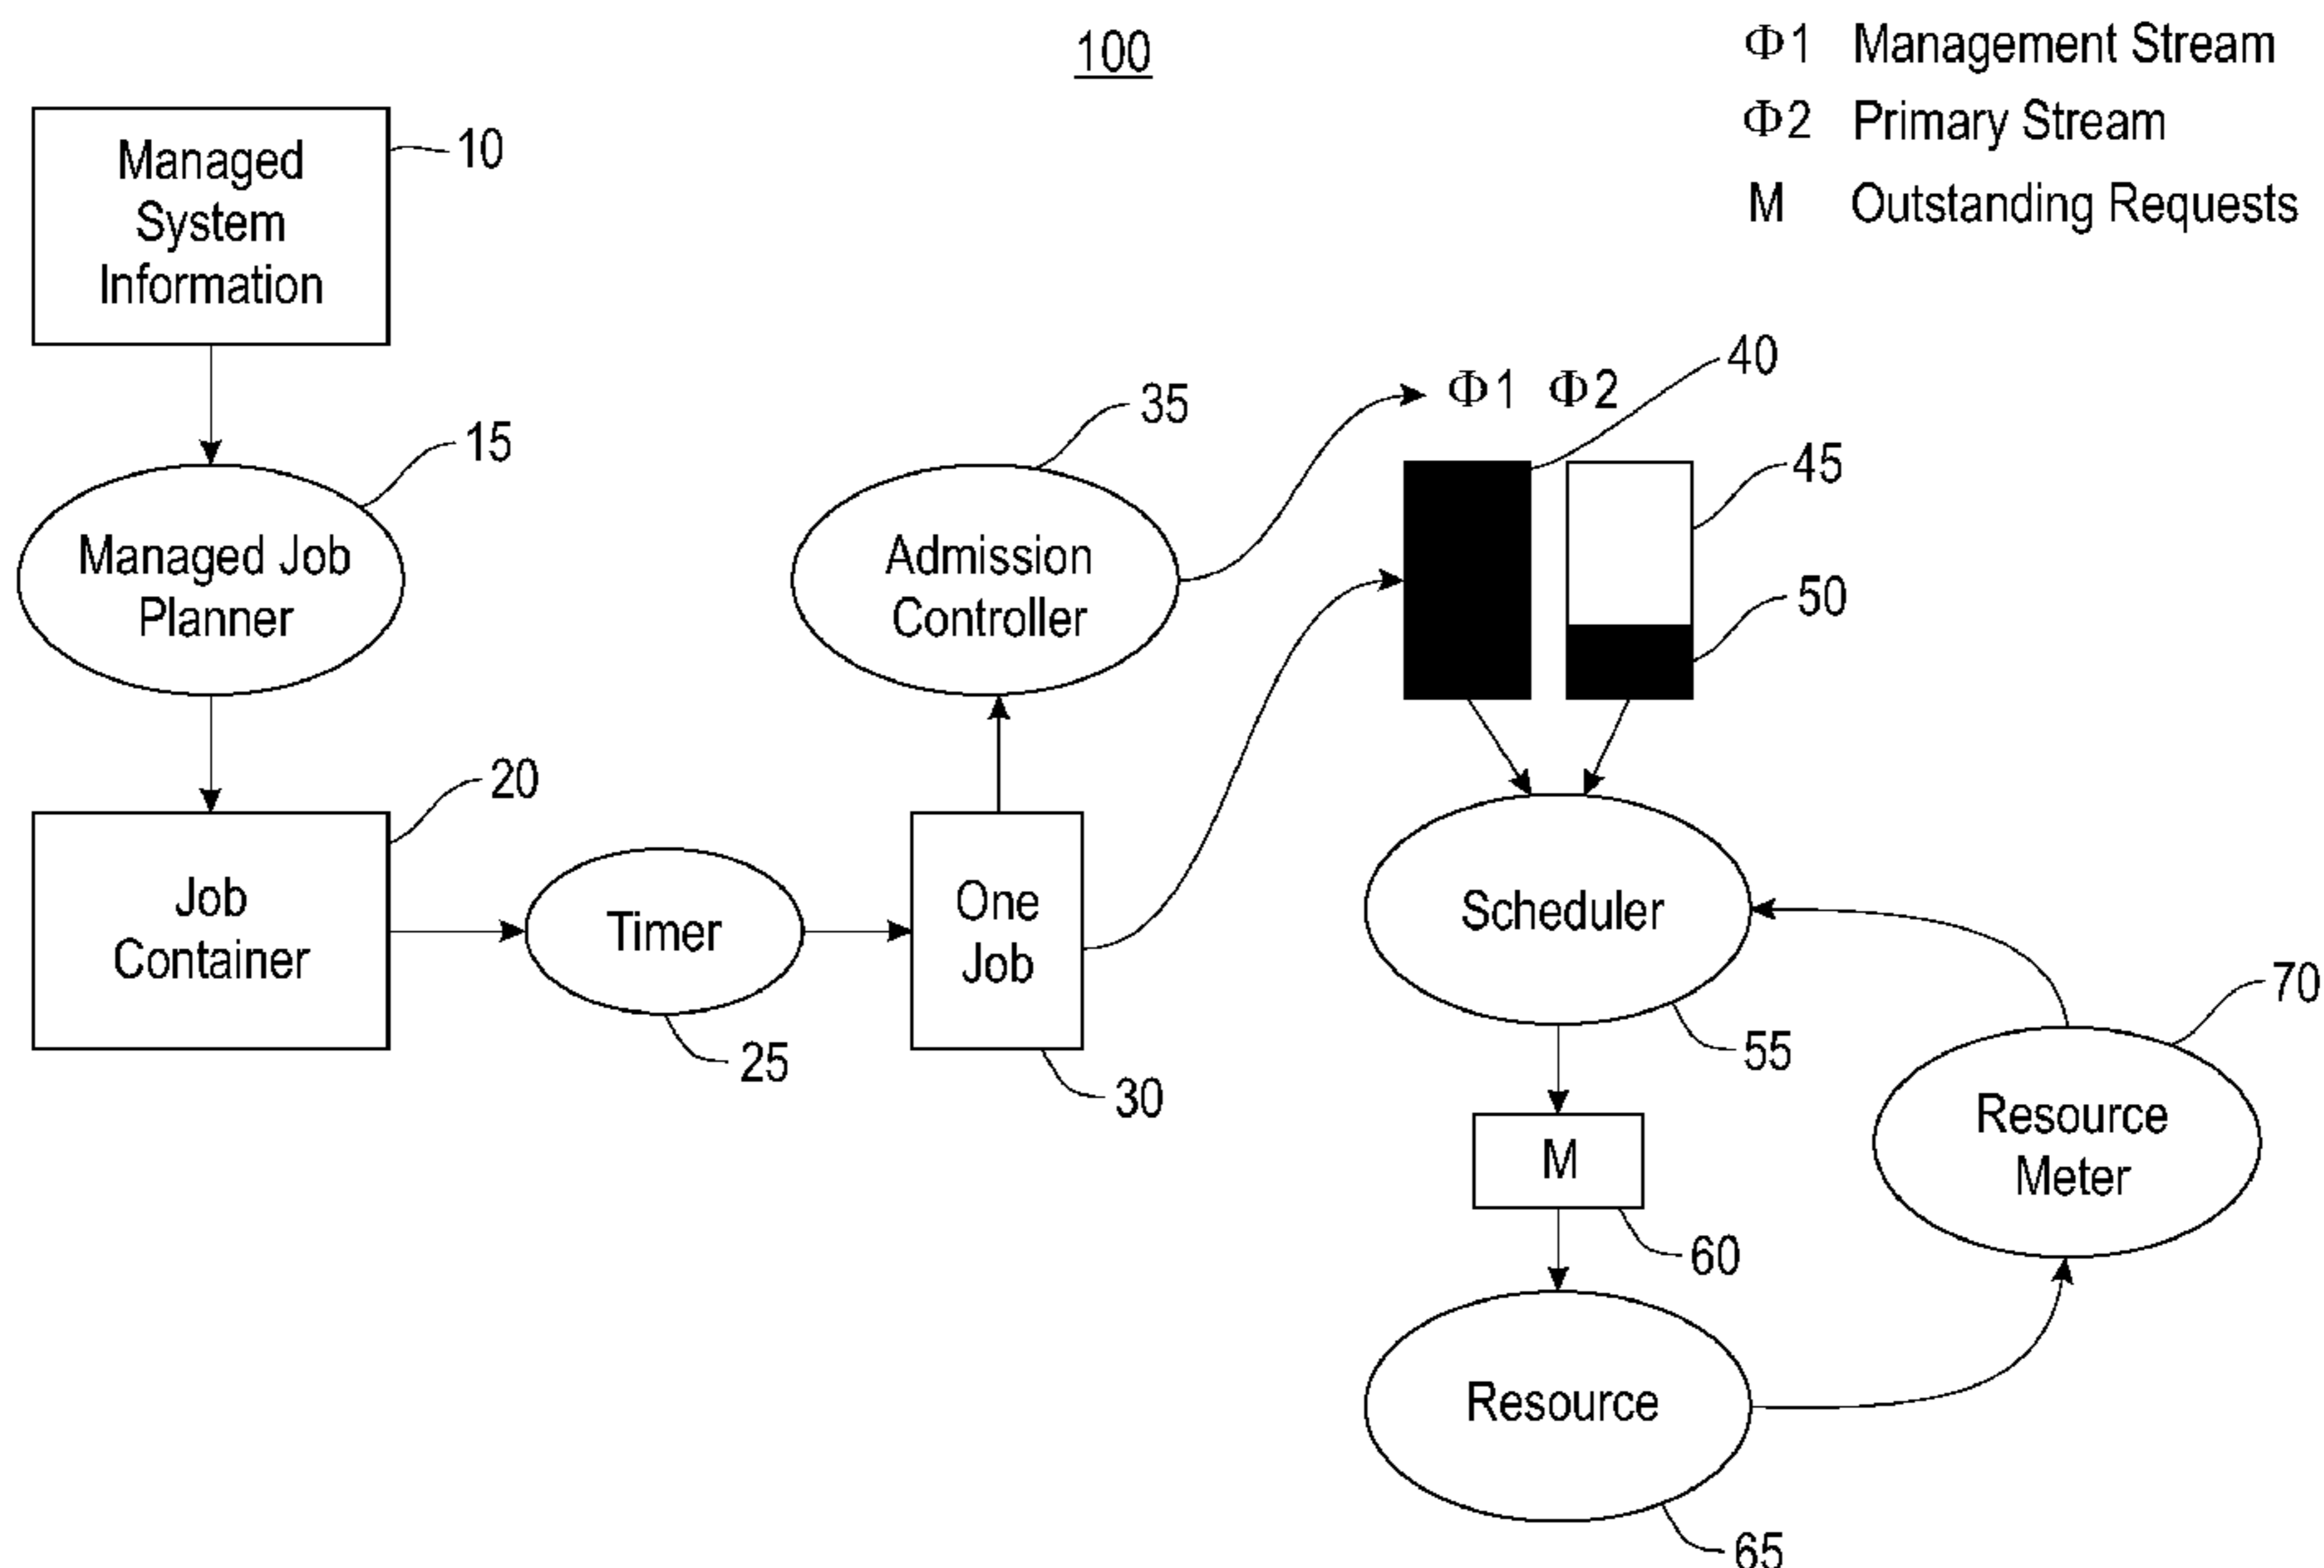 100
Φ1 Management Stream
Φ2 Primary Stream
M Outstanding Requests
Managed
System
Information
10
15
Managed Job
Planner
20
Job
Container
Timer
25
One
Job
30
35
Admission
Controller
Φ1 Φ2
40
45
50
Scheduler
55
M
60
Resource
65
Resource
Meter
70